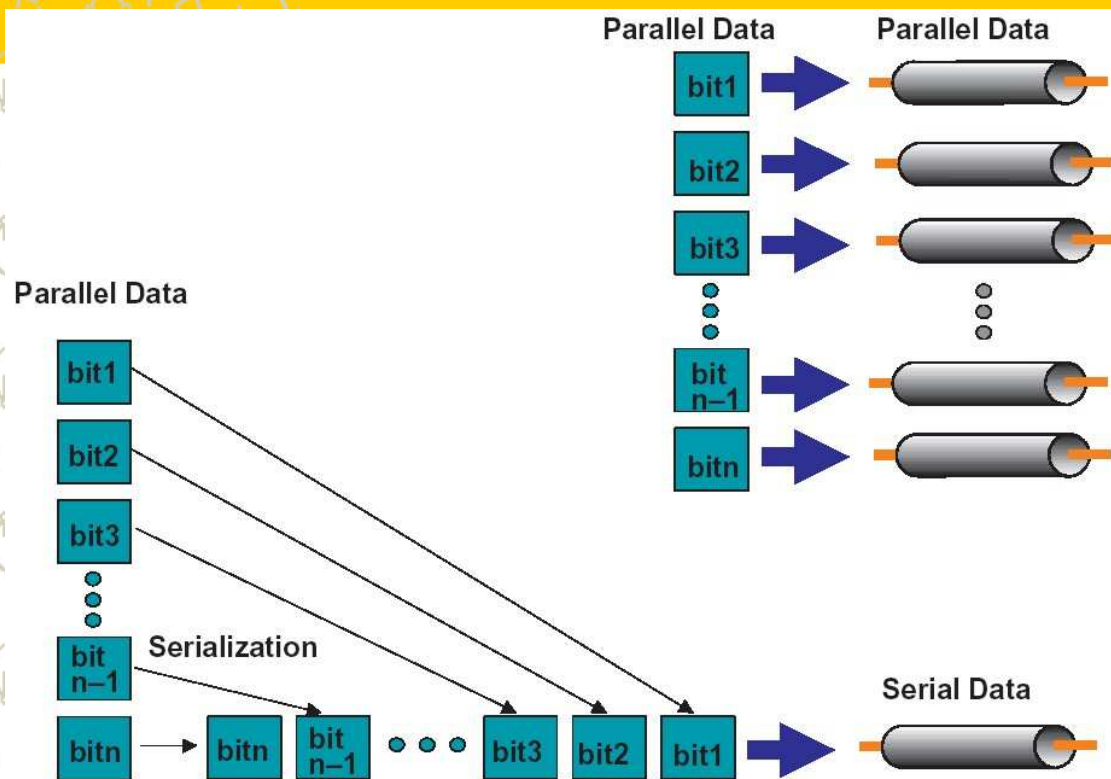 Parallel Data
Parallel Data
bit1
bit2
bit3
bit
n–1
bitn
Parallel Data
bit1
bit2
bit3
bit
n–1
bitn
Serialization
bitn
bit
n–1
bit3
bit2
bit1
Serial Data